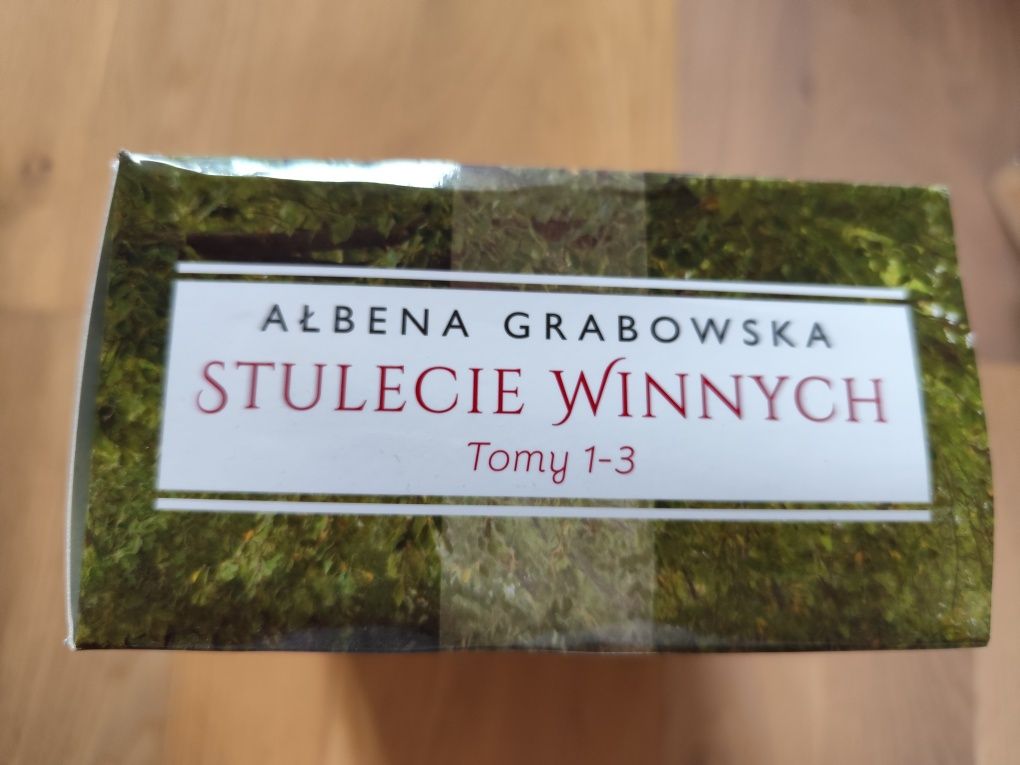 AŁBENA GRABOWSKA
STULECIE WINNYCH
Tomy 1-3